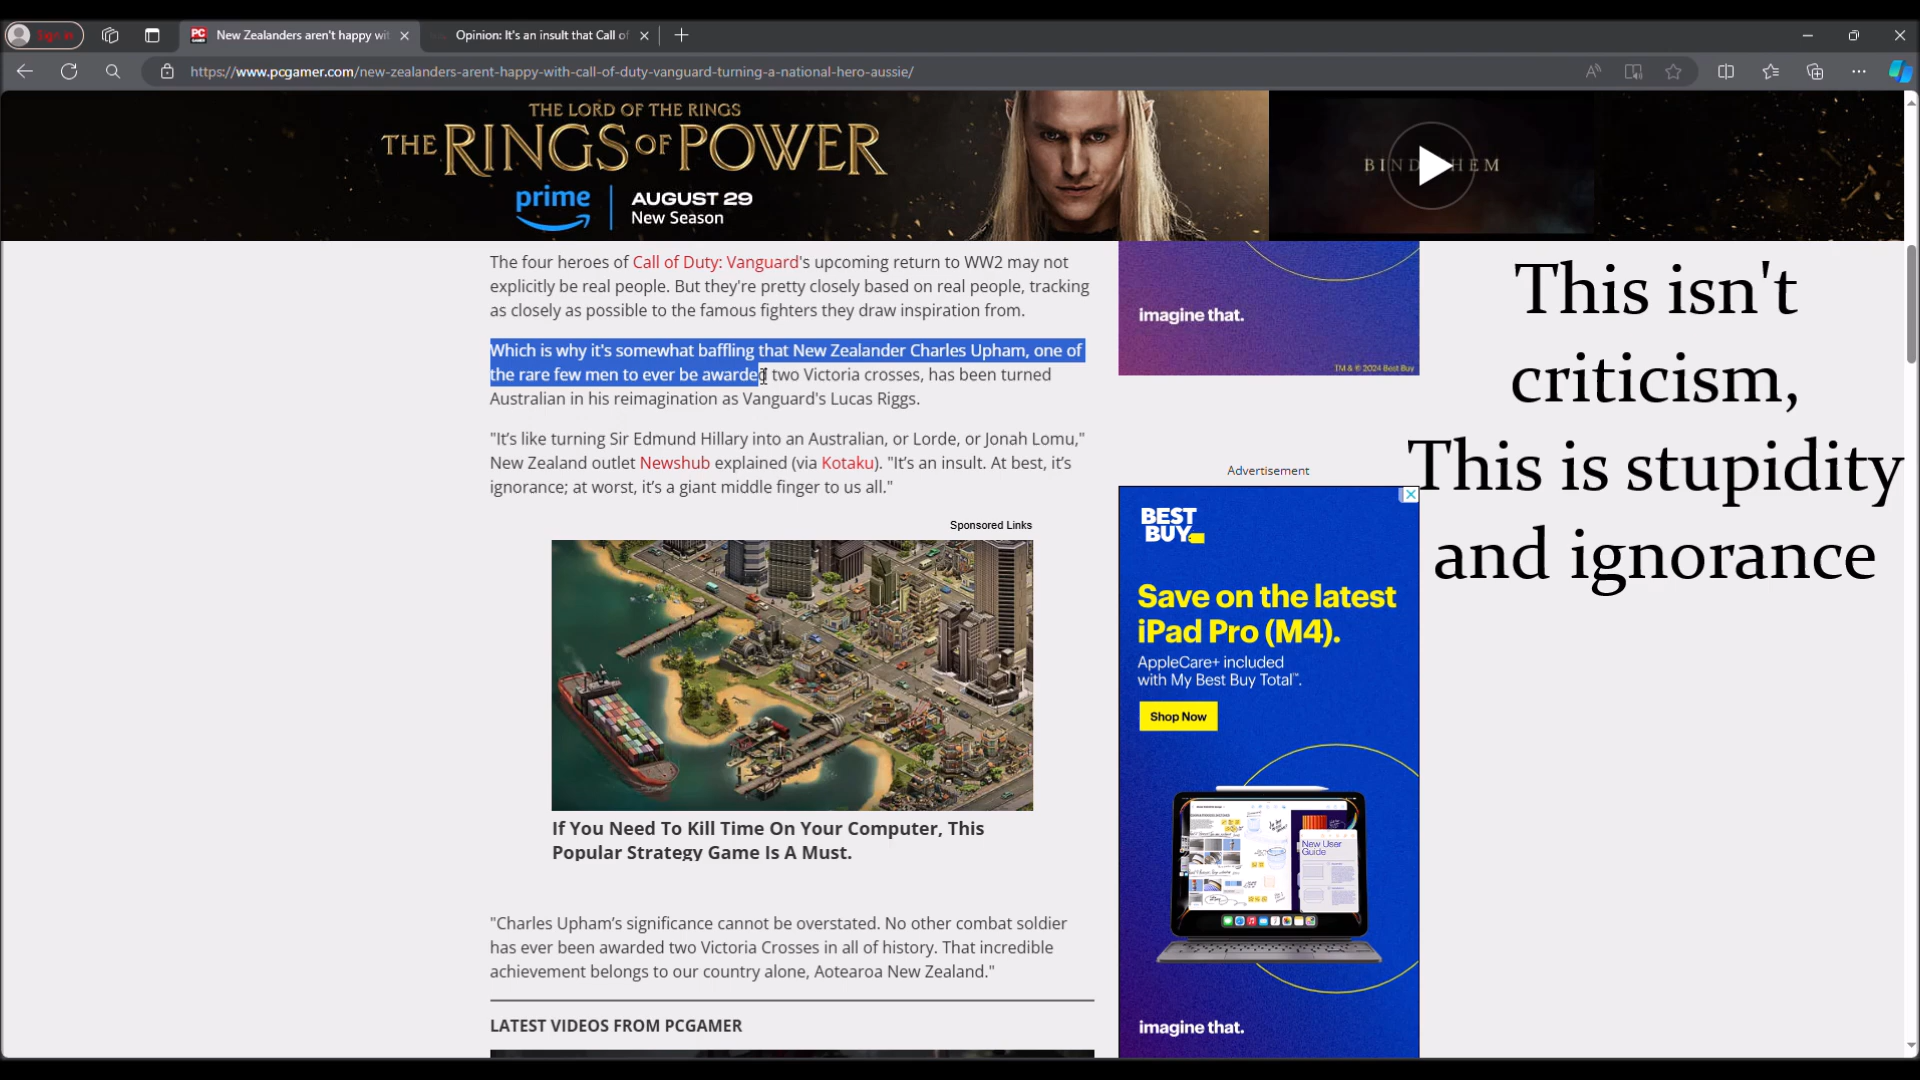 Sign in
New Zealanders aren't happy wit
Opinion: It's an insult that Call of
https://www.pcgamer.com/new-zealanders-arent-happy-with-call-of-duty-vanguard-turning-a-national-hero-aussie/
THE LORD OF THE RINGS
THE RINGS OF POWER
prime
AUGUST 29
New Season
The four heroes of Call of Duty: Vanguard's upcoming return to WW2 may not
explicitly be real people. But they're pretty closely based on real people, tracking
as closely as possible to the famous fighters they draw inspiration from.
Which is why it's somewhat baffling that New Zealander Charles Upham, one of
the rare few men to ever be awarded two Victoria crosses, has been turned
Australian in his reimagination as Vanguard's Lucas Riggs.
"It's like turning Sir Edmund Hillary into an Australian, or Lorde, or Jonah Lomu,"
New Zealand outlet Newshub explained (via Kotaku). "It's an insult. At best, it's
ignorance; at worst, it's a giant middle finger to us all."
Sponsored Links
If You Need To Kill Time On Your Computer, This
Popular Strategy Game Is A Must.
"Charles Upham's significance cannot be overstated. No other combat soldier
has ever been awarded two Victoria Crosses in all of history. That incredible
achievement belongs to our country alone, Aotearoa New Zealand."
LATEST VIDEOS FROM PCGAMER
imagine that.
TM & © 2024 Best Buy
Advertisement
BEST
BUY
Save on the latest
iPad Pro (M4).
AppleCare+ included
with My Best Buy Total™.
Shop Now
New User
Guide
imagine that.
This isn't
criticism,
This is stupidity
and ignorance